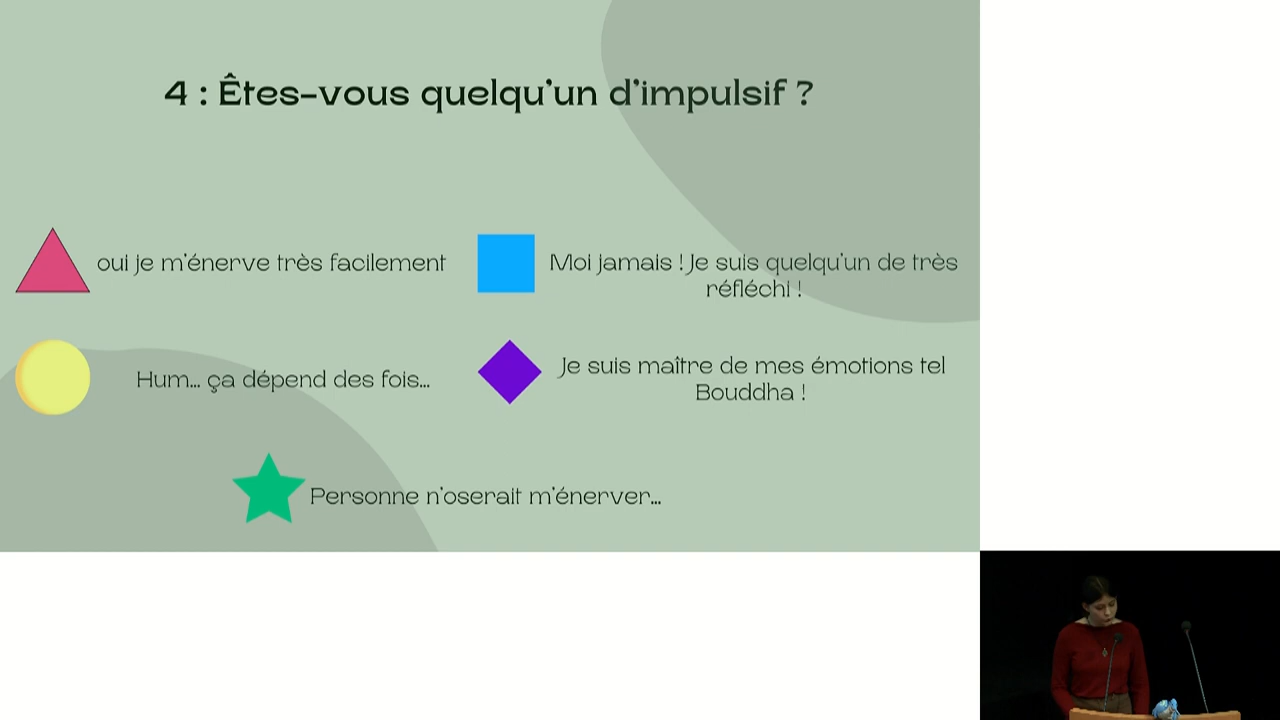 4 : Êtes-vous quelqu'un d'impulsif ?
oui je m'énerve très facilement
Moi jamais ! Je suis quelqu'un de très
réfléchi !
Hum... ça dépend des fois...
Je suis maître de mes émotions tel
Bouddha !
Personne n'oserait m'énerver...